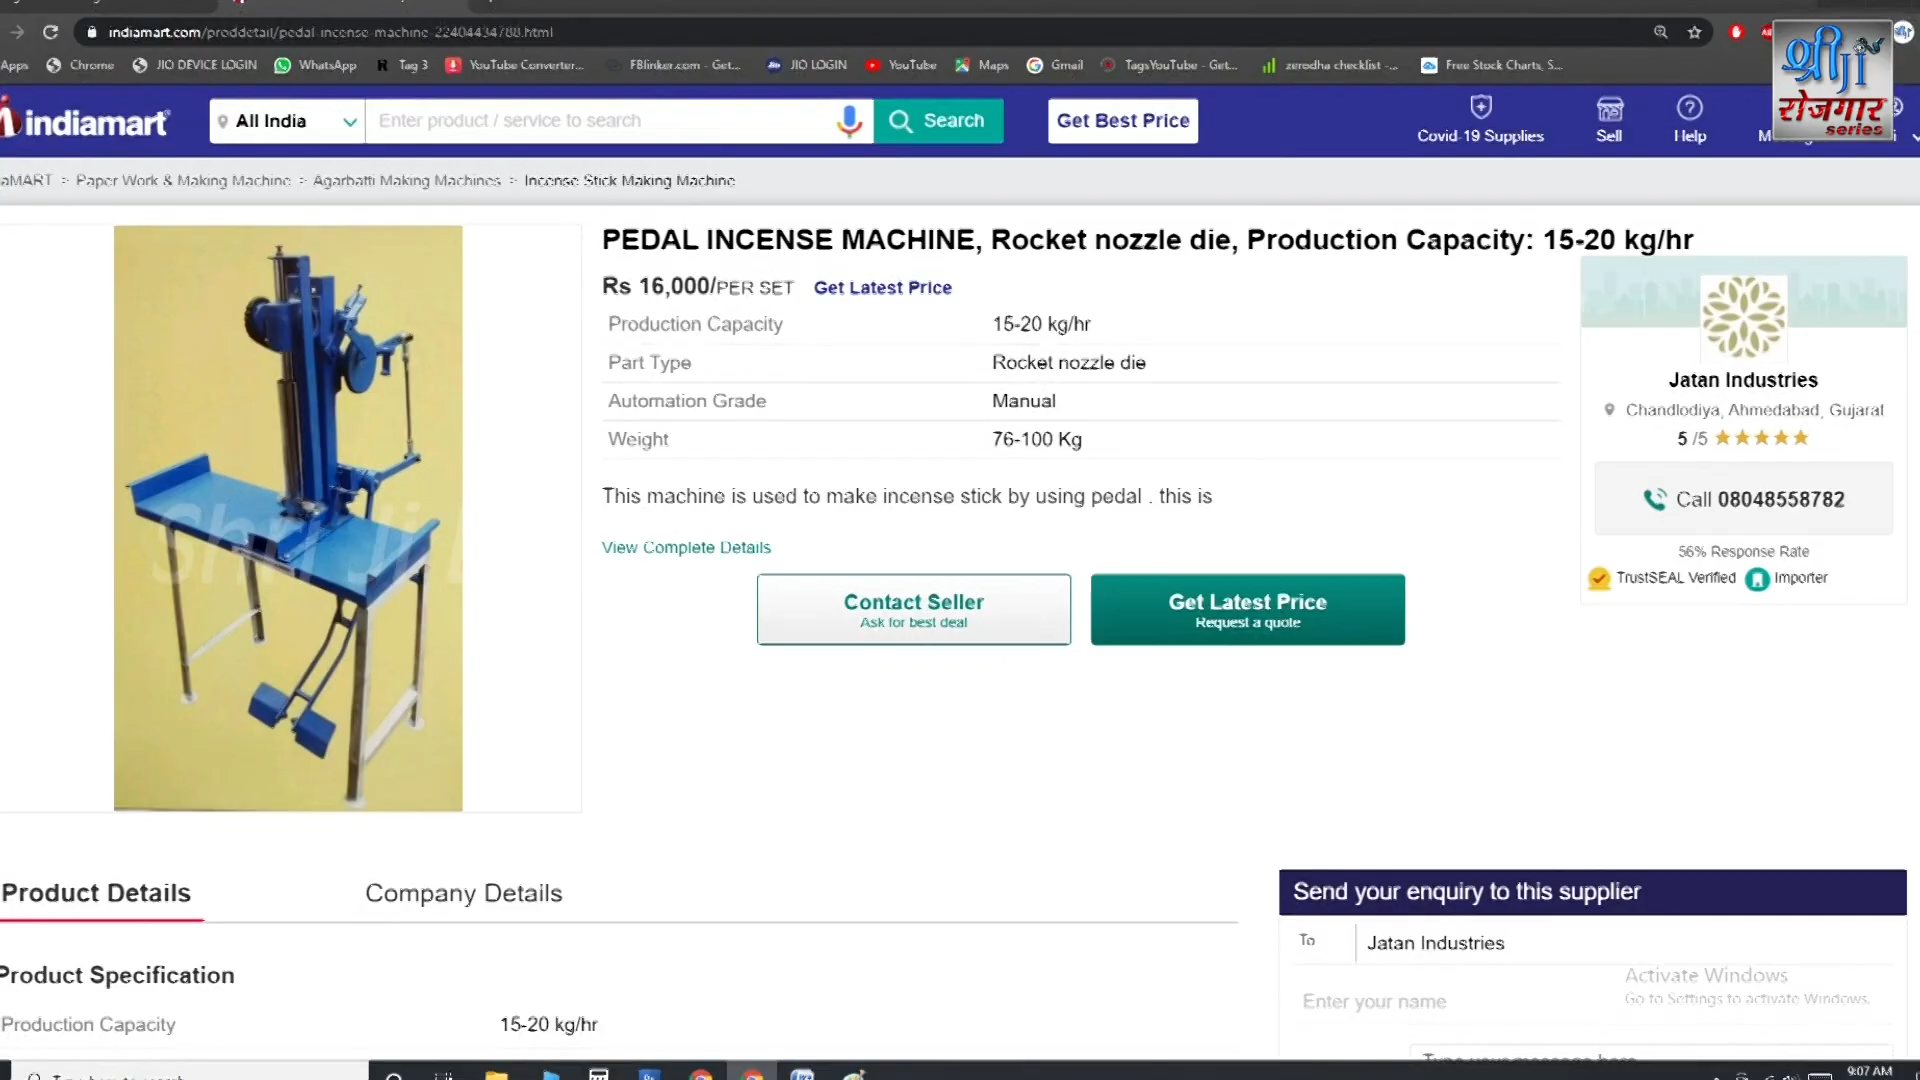 indiamart.com/proddetail/pedal-incense-machine-22404434788.html
Apps Chrome JIO DEVICE LOGIN WhatsApp Tag 3 YouTube Converter... FBlinker.com - Get... JIO LOGIN YouTube Maps Gmail TagsYouTube - Get... zerodha checklist -... Free Stock Charts, S...
श्रीजी
रोजगार
series
indiamart All India Enter product / service to search Search Get Best Price
Covid-19 Supplies Sell Help
aMART > Paper Work & Making Machine > Agarbatti Making Machines > Incense Stick Making Machine
PEDAL INCENSE MACHINE, Rocket nozzle die, Production Capacity: 15-20 kg/hr
Rs 16,000/PER SET Get Latest Price
Production Capacity 15-20 kg/hr
Part Type Rocket nozzle die
Automation Grade Manual
Weight 76-100 Kg
This machine is used to make incense stick by using pedal . this is
View Complete Details
Contact Seller
Ask for best deal
Get Latest Price
Request a quote
Jatan Industries
Chandlodiya, Ahmedabad, Gujarat
5 /5
Call 08048558782
56% Response Rate
TrustSEAL Verified Importer
Shri Ji
Product Details Company Details
Product Specification
Production Capacity 15-20 kg/hr
Send your enquiry to this supplier
To Jatan Industries
Enter your name
Activate Windows
Go to Settings to activate Windows.
9:07 AM